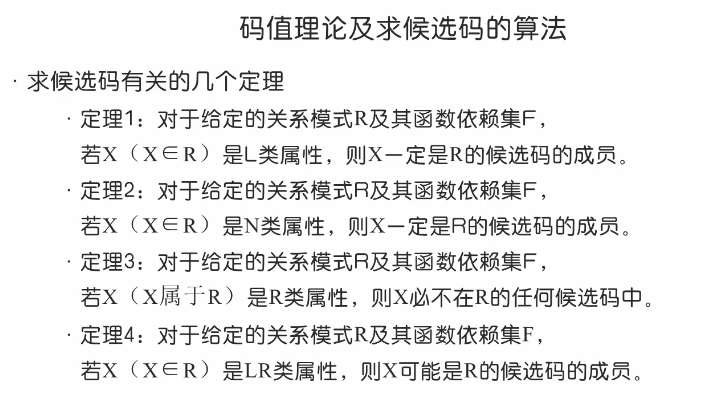 码值理论及求候选码的算法
· 求候选码有关的几个定理
· 定理1：对于给定的关系模式R及其函数依赖集F，
若X（X∈R）是L类属性，则X一定是R的候选码的成员。
· 定理2：对于给定的关系模式R及其函数依赖集F，
若X（X∈R）是N类属性，则X一定是R的候选码的成员。
· 定理3：对于给定的关系模式R及其函数依赖集F，
若X（X属于R）是R类属性，则X必不在R的任何候选码中。
· 定理4：对于给定的关系模式R及其函数依赖集F，
若X（X∈R）是LR类属性，则X可能是R的候选码的成员。